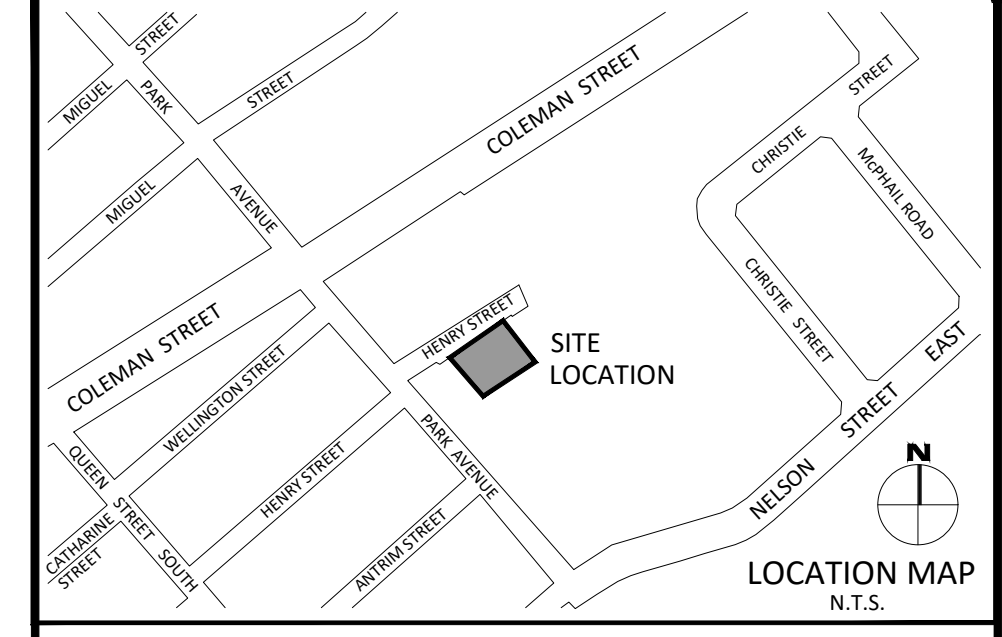 STREET
MIGUEL
PARK
STREET
COLEMAN STREET
STREET
CHRISTIE
McPHAIL ROAD
MIGUEL
AVENUE
CHRISTIE STREET
HENRY STREET
SITE
LOCATION
COLEMAN STREET
WELLINGTON STREET
EAST
STREET
NELSON
PARK AVENUE
HENRY STREET
QUEEN
STREET
SOUTH
CATHARINE
STREET
ANTRIM STREET
N
LOCATION MAP
N.T.S.